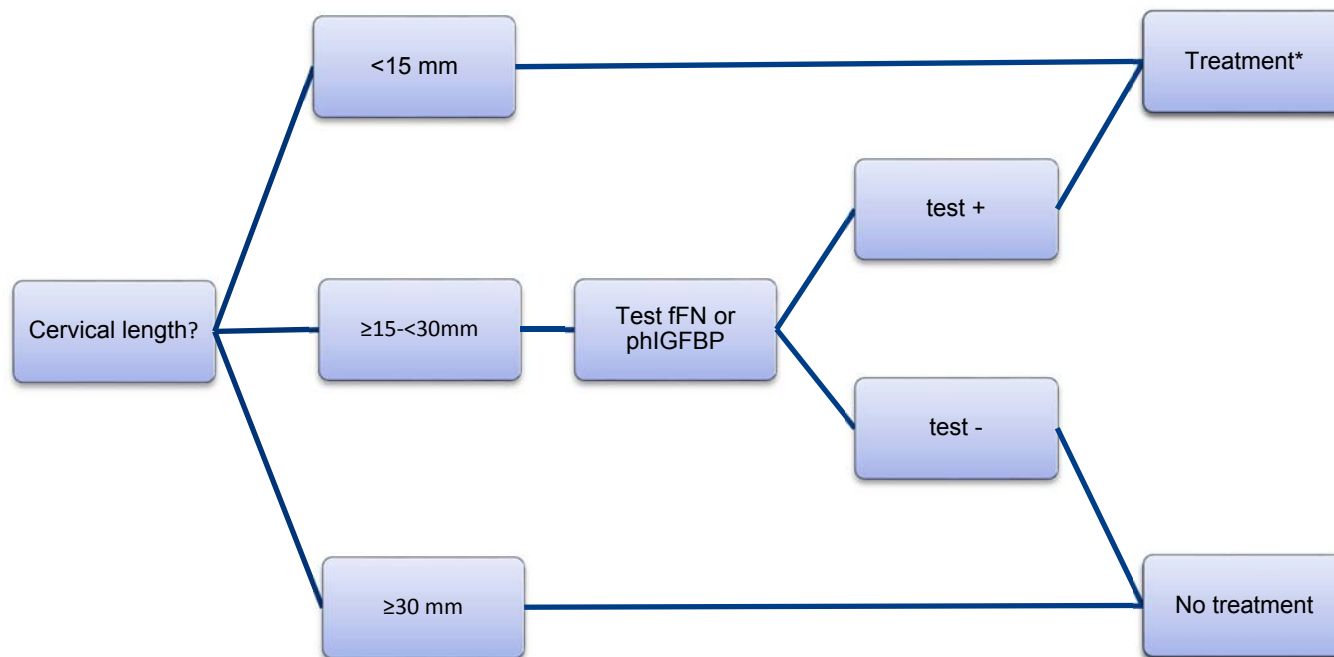 <15 mm
Treatment*
test +
Cervical length?
≥15-<30mm
Test fFN or
phIGFBP
test -
≥30 mm
No treatment